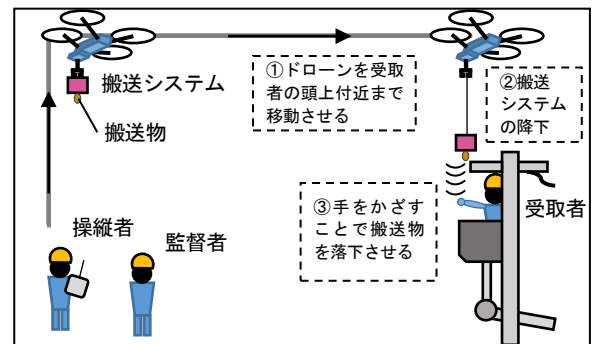 搬送システム
搬送物
①ドローンを受取
者の頭上付近まで
移動させる
②搬送
システム
の降下
③手をかざす
ことで搬送物
を落下させる
受取者
操縦者
監督者